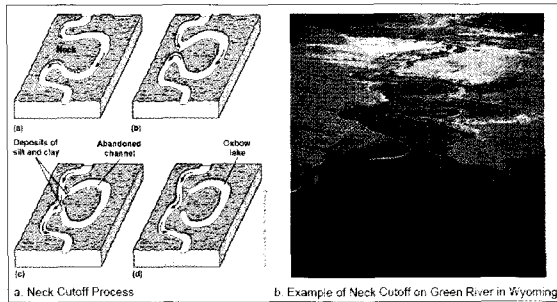 Neck
(a)
(b)
Deposits of
silt and clay
Abandoned
channel
Oxbow
lake
(c)
(d)
a. Neck Cutoff Process
b. Example of Neck Cutoff on Green River in Wyoming